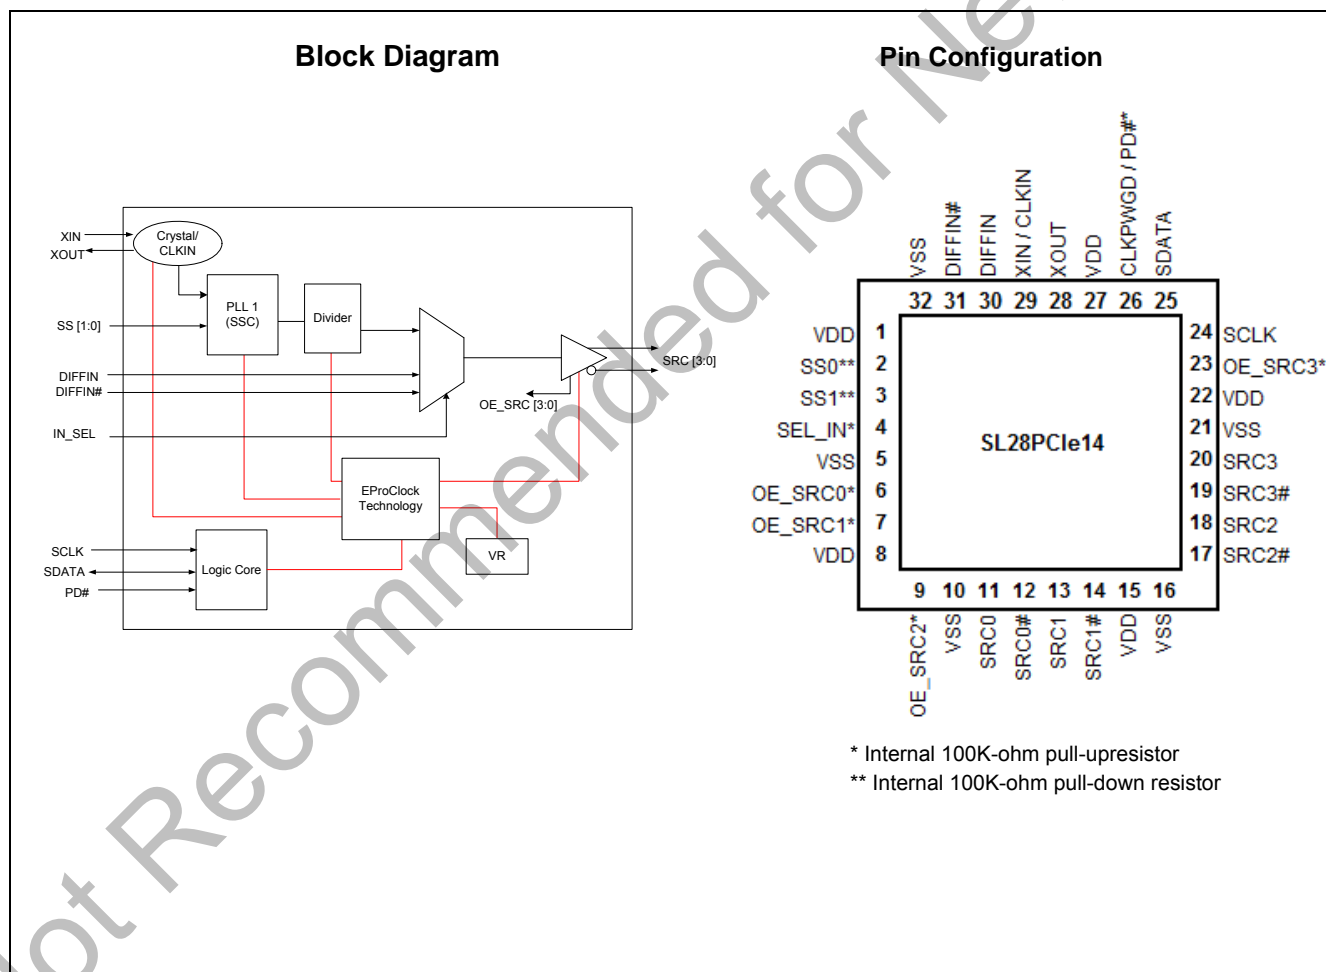 Block Diagram
Pin Configuration
XIN
XOUT
Crystal/
CLKIN
SS [1:0]
PLL 1
(SSC)
Divider
DIFFIN
DIFFIN#
IN_SEL
SRC [3:0]
OE_SRC [3:0]
EProClock
Technology
VR
SCLK
SDATA
PD#
Logic Core
VSS
DIFFIN#
DIFFIN
XIN / CLKIN
XOUT
VDD
CLKPWGD / PD#*
SDATA
32 31 30 29 28 27 26 25
VDD 1
SS0** 2
SS1** 3
SEL_IN* 4
VSS 5
OE_SRC0* 6
OE_SRC1* 7
VDD 8
SL28PCIe14
24 SCLK
23 OE_SRC3*
22 VDD
21 VSS
20 SRC3
19 SRC3#
18 SRC2
17 SRC2#
9 10 11 12 13 14 15 16
OE_SRC2*
VSS
SRC0
SRC0#
SRC1
SRC1#
VDD
VSS
* Internal 100K-ohm pull-upresistor
** Internal 100K-ohm pull-down resistor
Recommended for